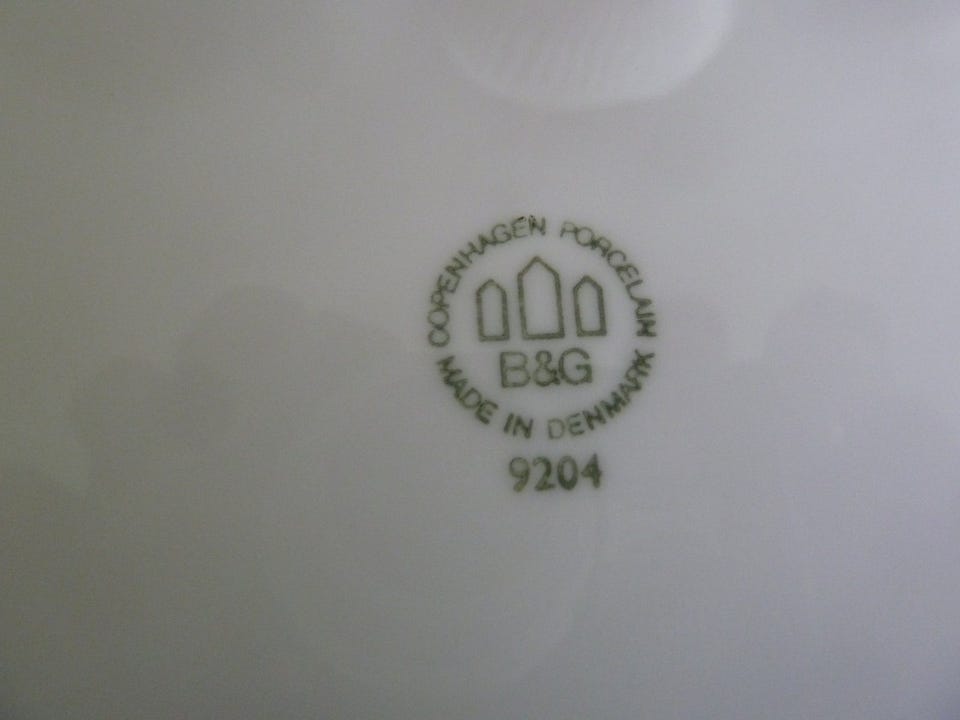 COPENHAGEN PORCELAIN
B&G
MADE IN DENMARK
9204